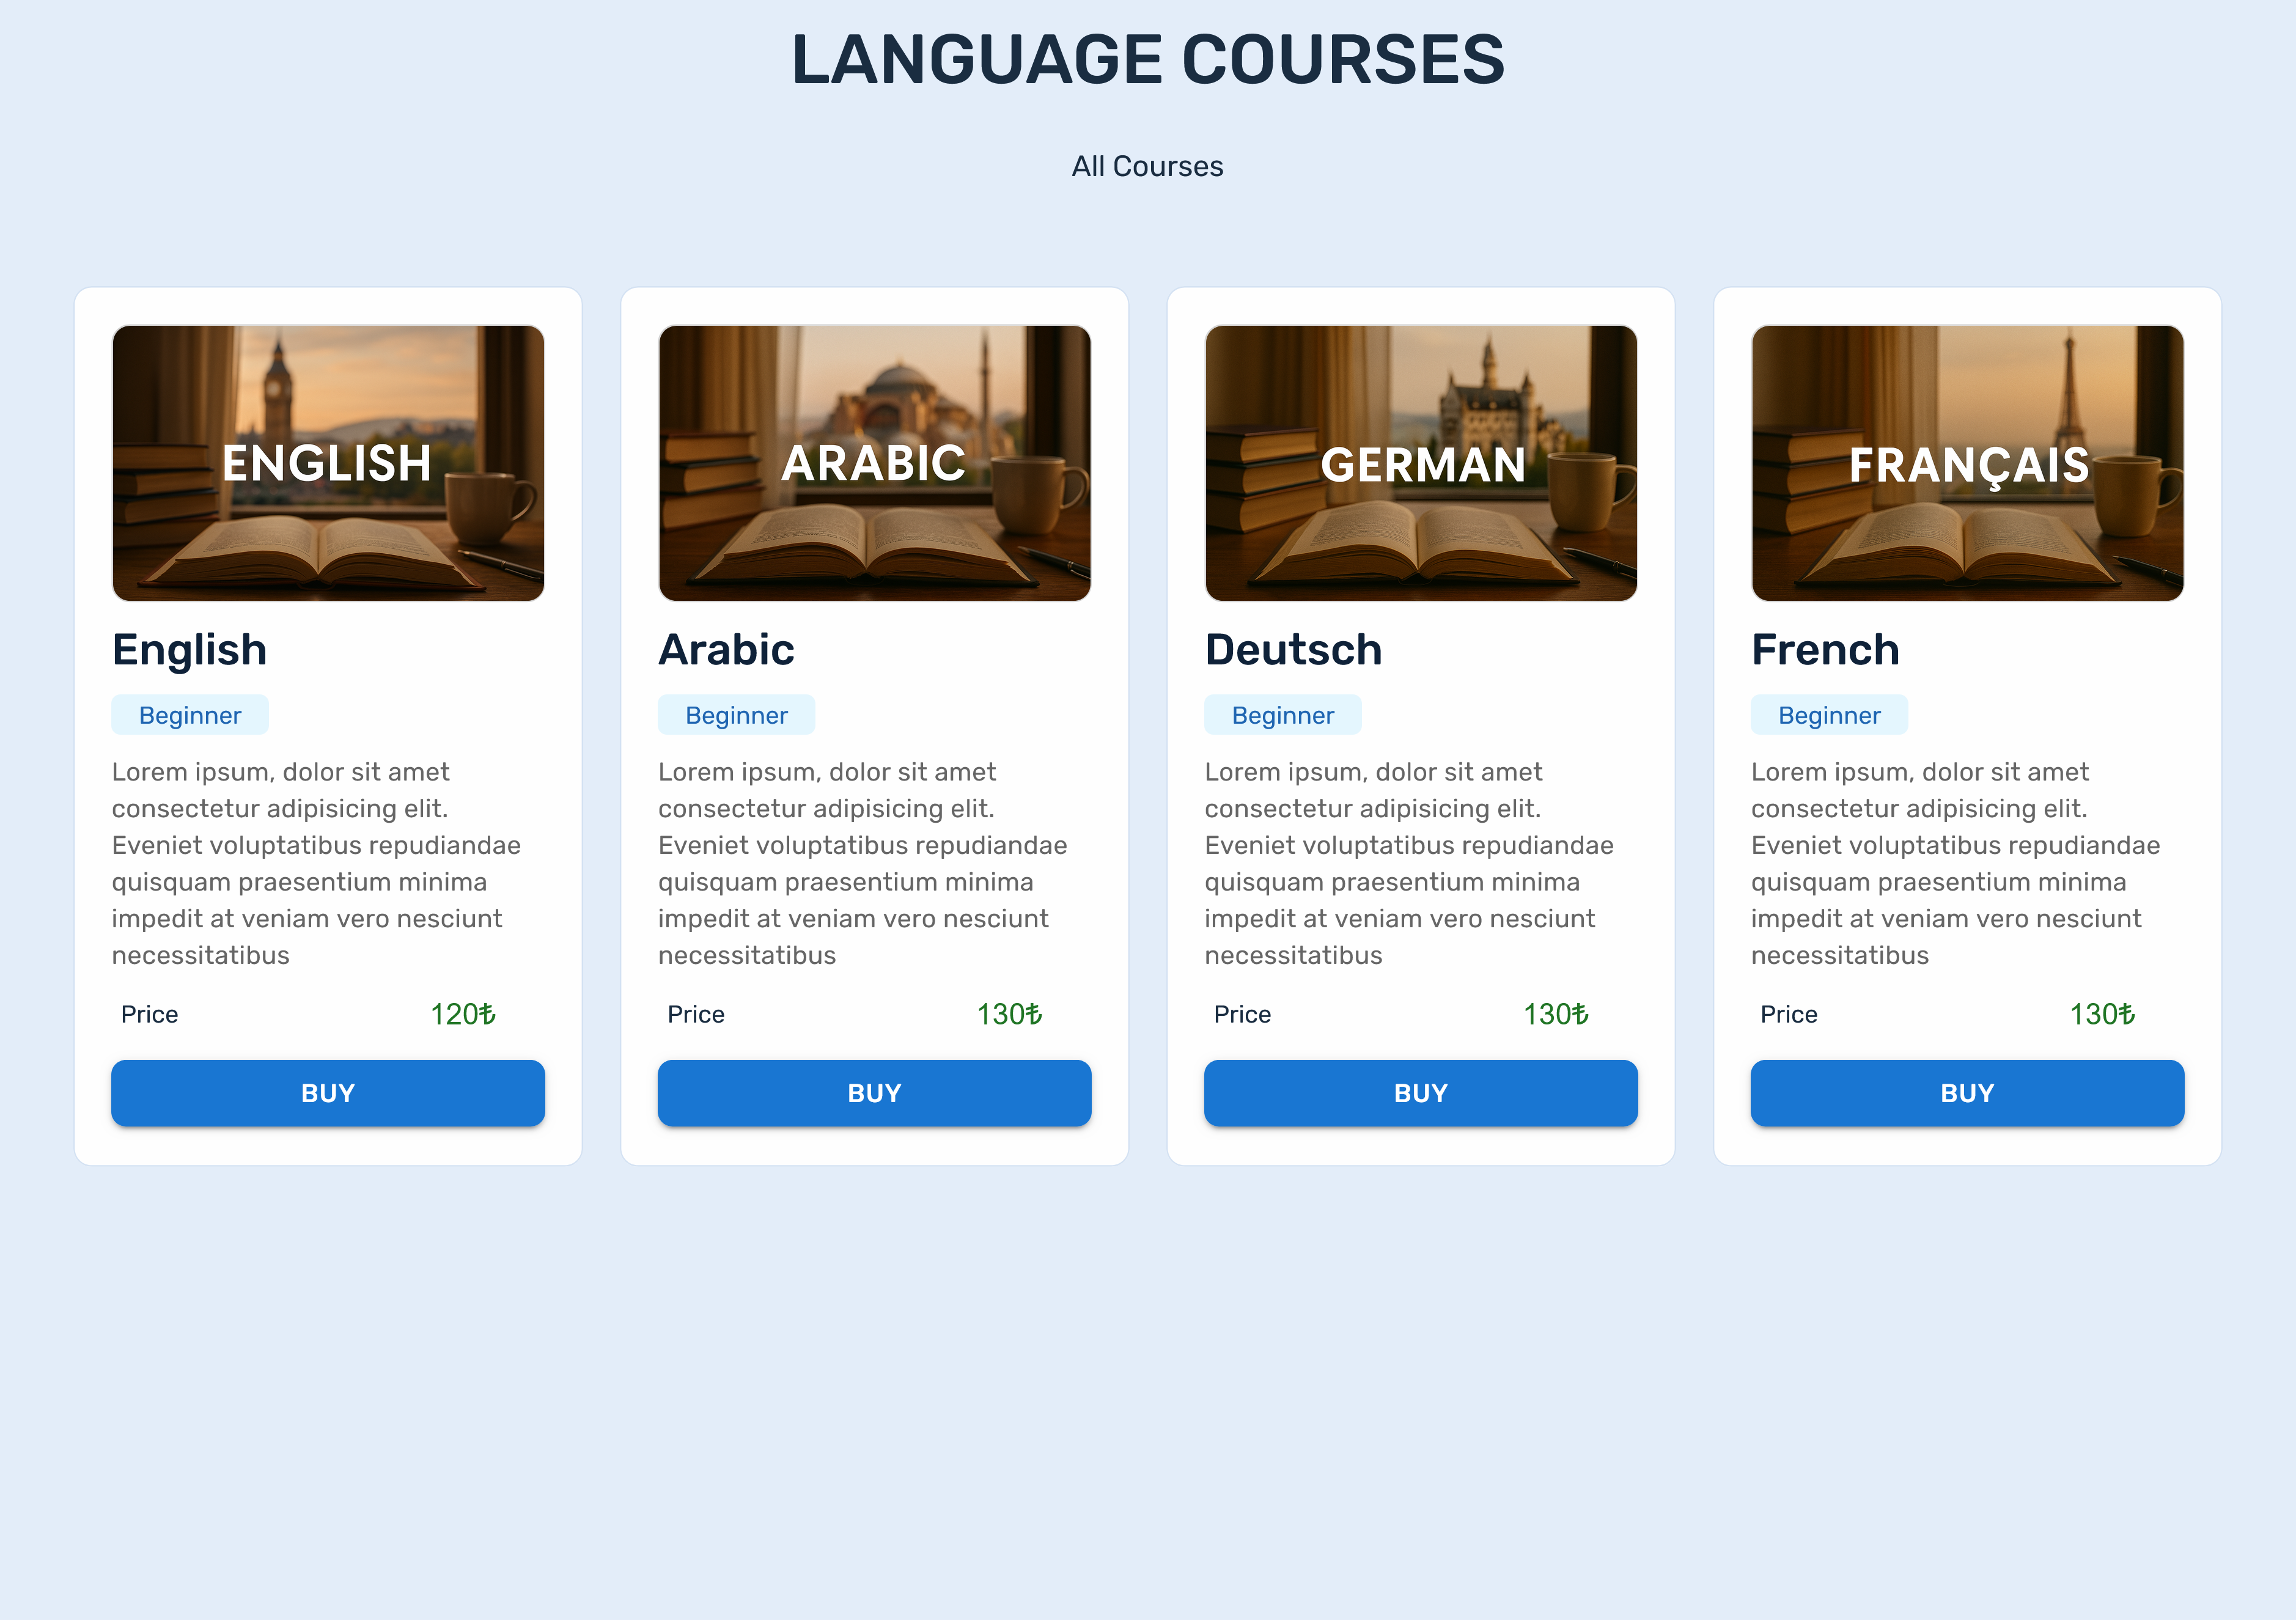 LANGUAGE COURSES
All Courses
ENGLISH
English
Beginner
Lorem ipsum, dolor sit amet
consectetur adipisicing elit.
Eveniet voluptatibus repudiandae
quisquam praesentium minima
impedit at veniam vero nesciunt
necessitatibus
Price 120₺
BUY
ARABIC
Arabic
Beginner
Lorem ipsum, dolor sit amet
consectetur adipisicing elit.
Eveniet voluptatibus repudiandae
quisquam praesentium minima
impedit at veniam vero nesciunt
necessitatibus
Price 130₺
BUY
GERMAN
Deutsch
Beginner
Lorem ipsum, dolor sit amet
consectetur adipisicing elit.
Eveniet voluptatibus repudiandae
quisquam praesentium minima
impedit at veniam vero nesciunt
necessitatibus
Price 130₺
BUY
FRANÇAIS
French
Beginner
Lorem ipsum, dolor sit amet
consectetur adipisicing elit.
Eveniet voluptatibus repudiandae
quisquam praesentium minima
impedit at veniam vero nesciunt
necessitatibus
Price 130₺
BUY